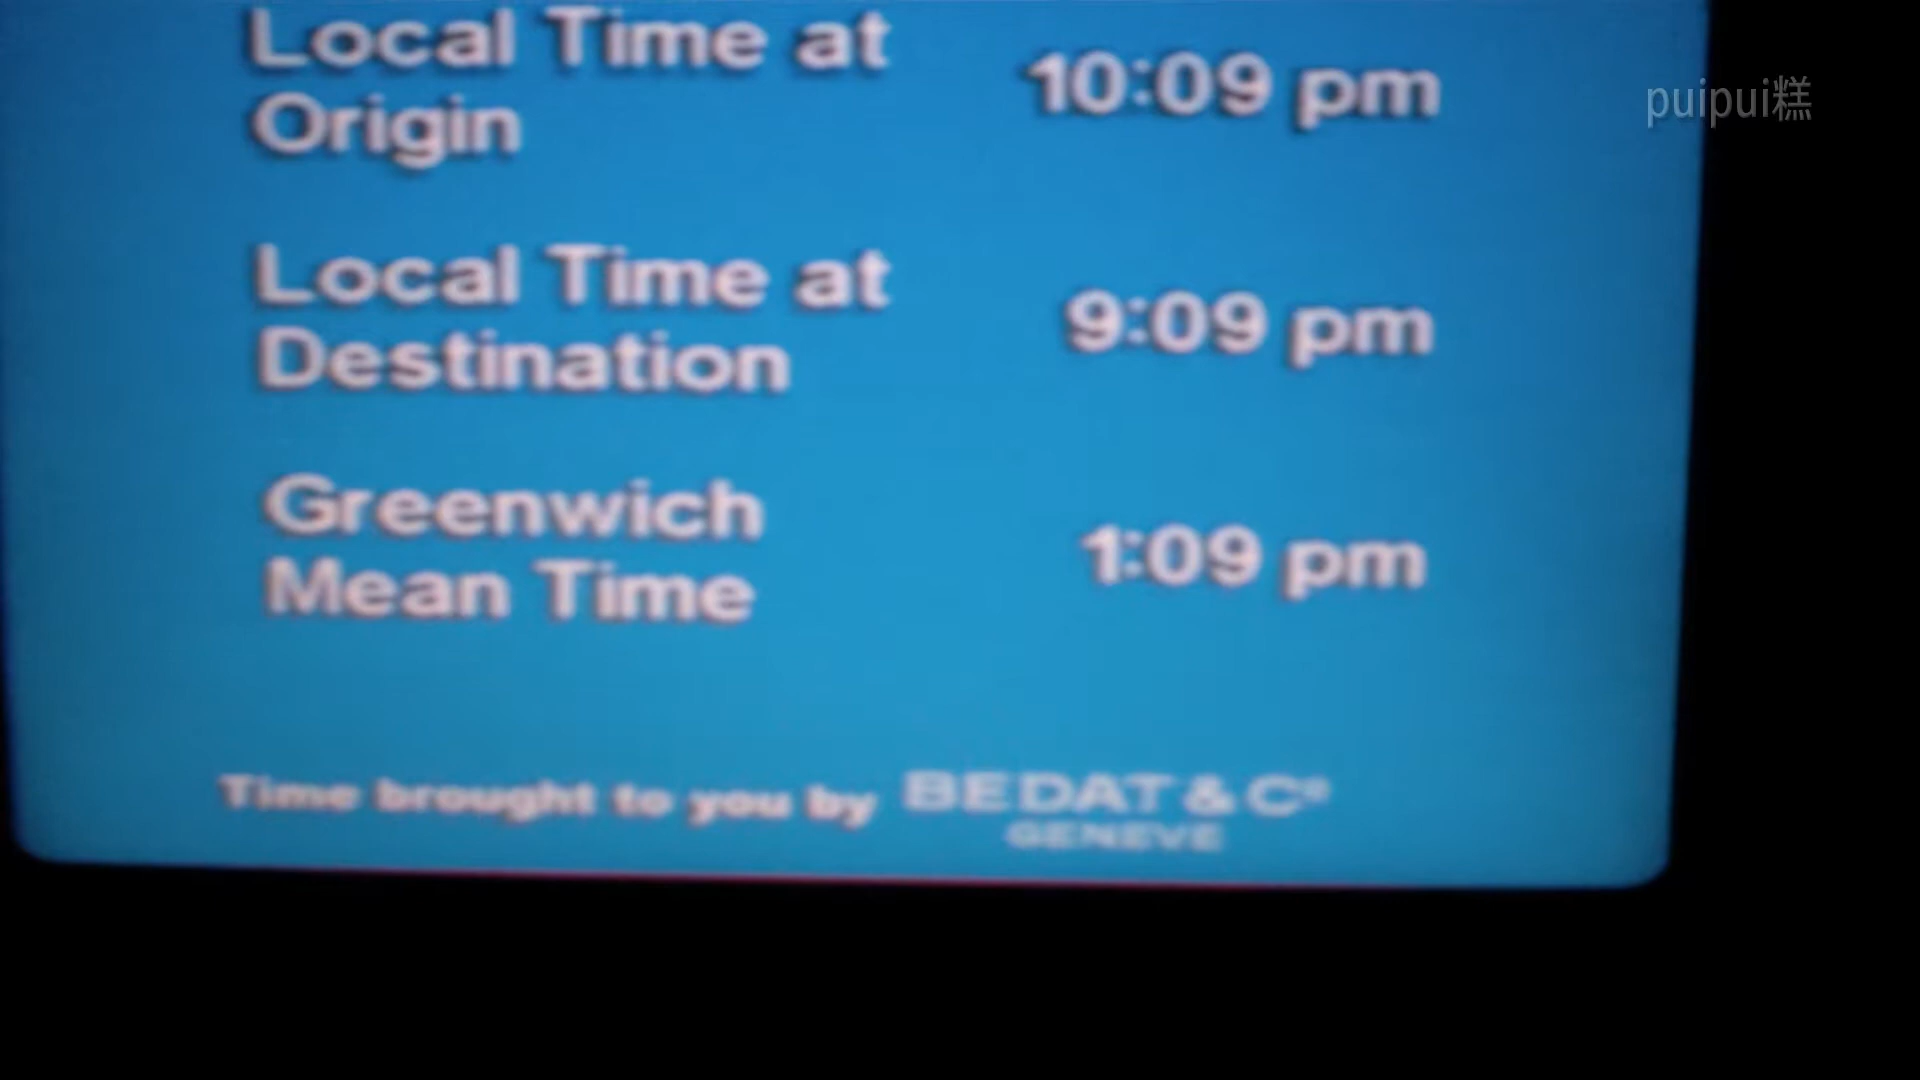 Local Time at
Origin
10:09 pm
puipui糕
Local Time at
Destination
9:09 pm
Greenwich
Mean Time
1:09 pm
Time brought to you by BEDAT & Cº
GENEVE